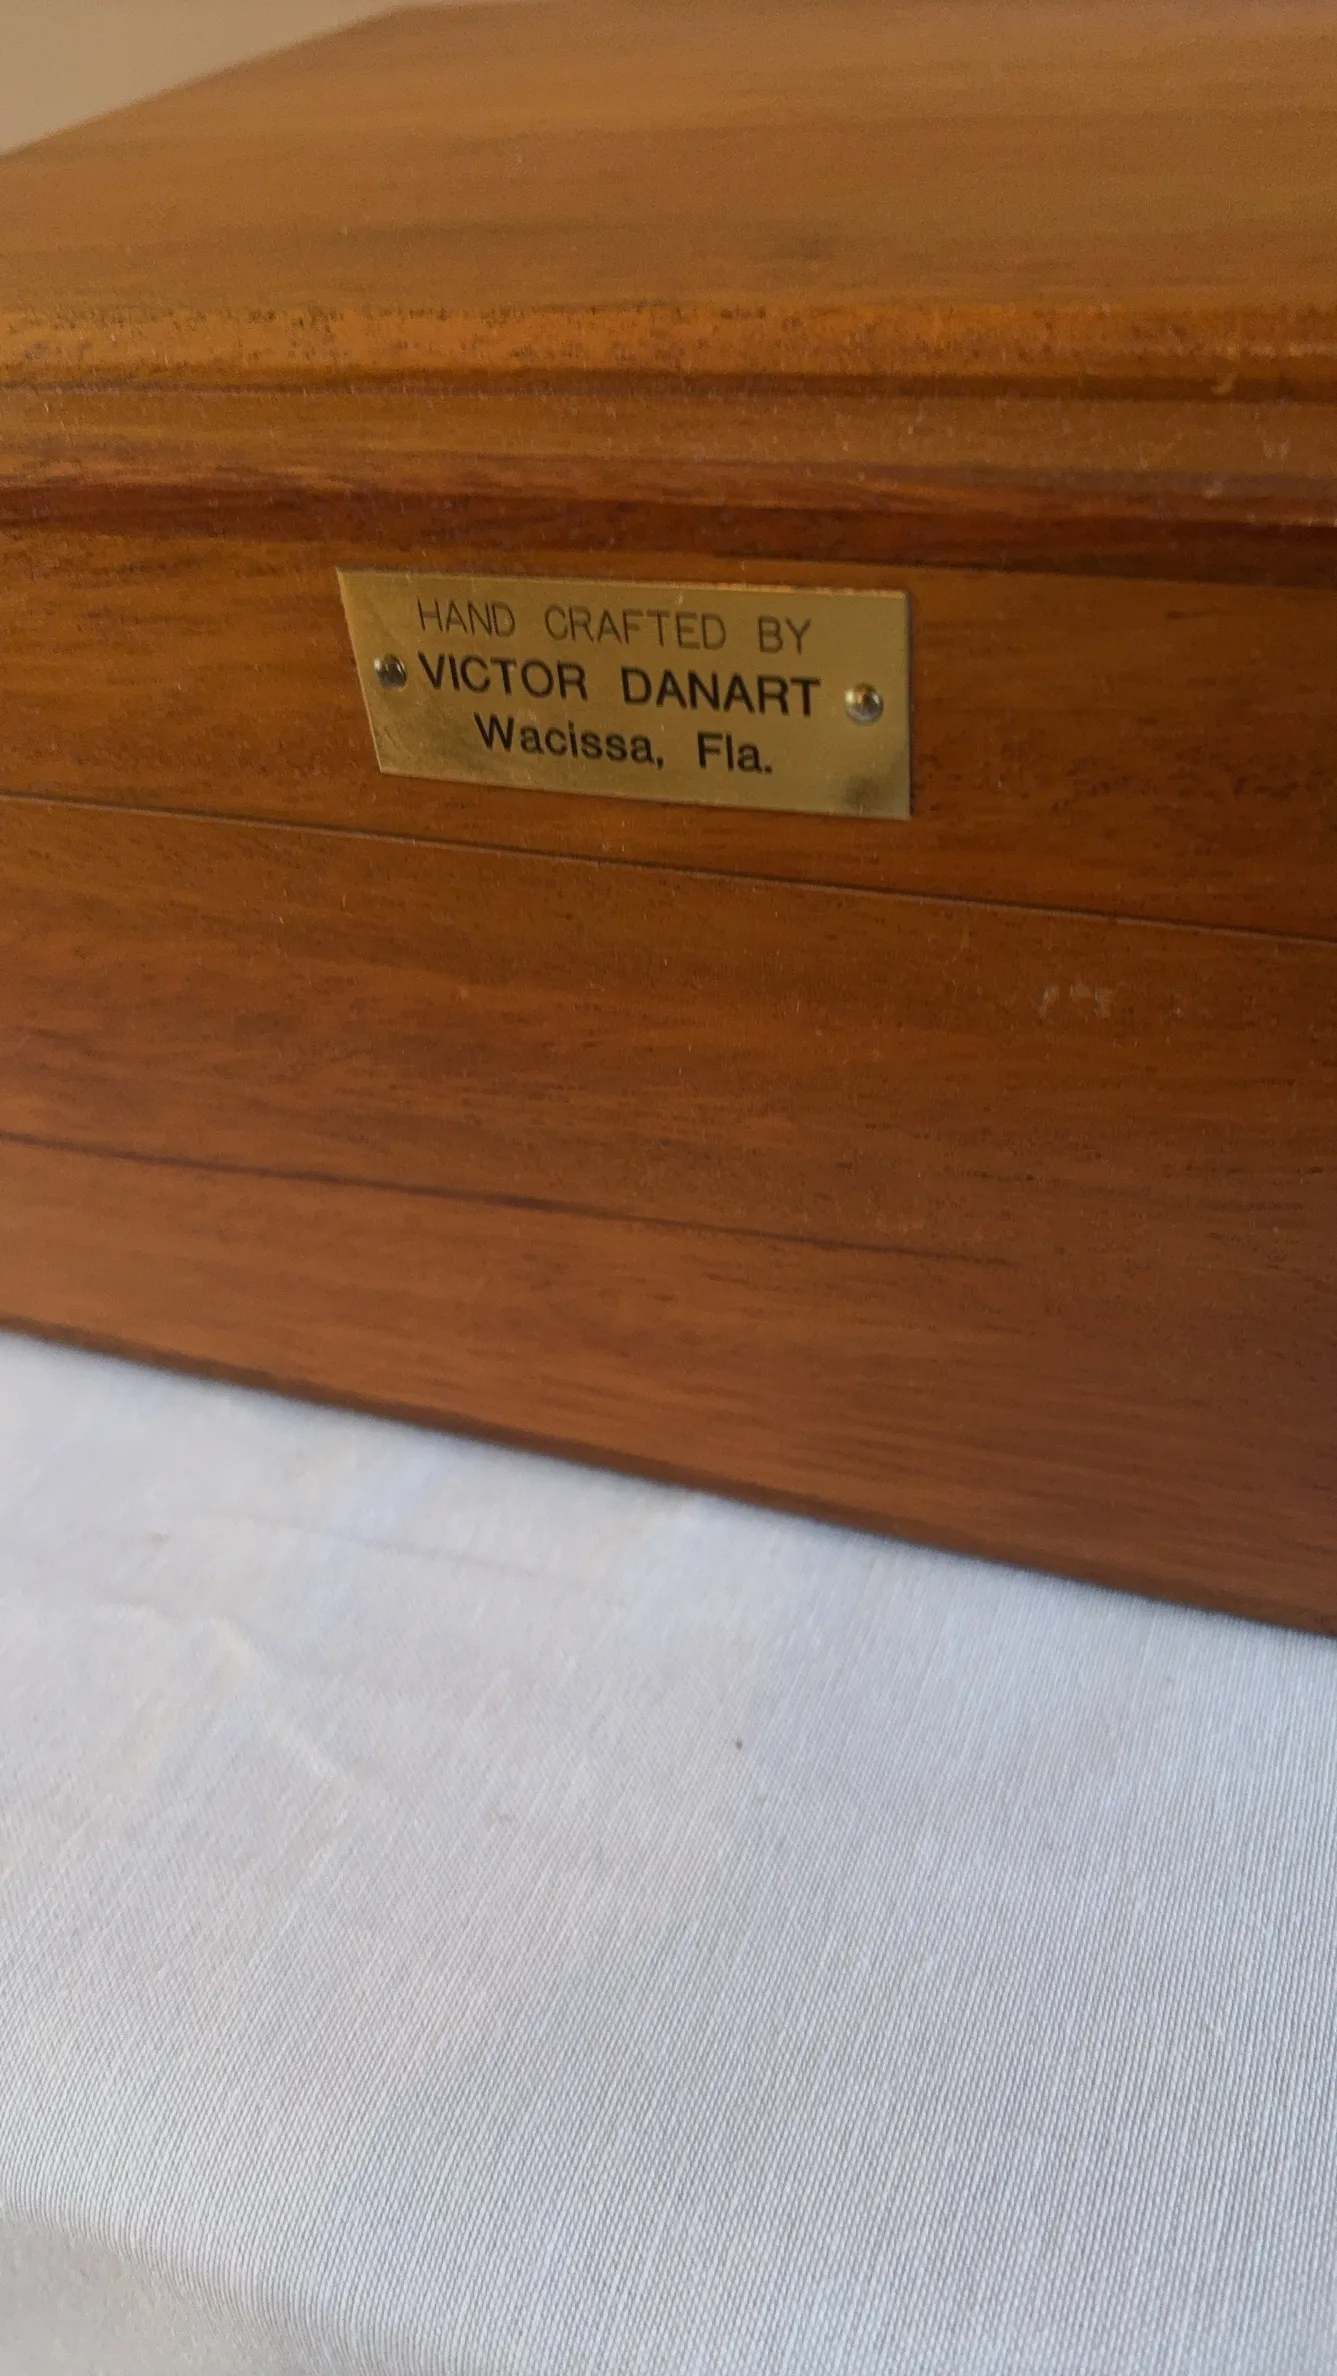 HAND CRAFTED BY
VICTOR DANART
Wacissa, Fla.